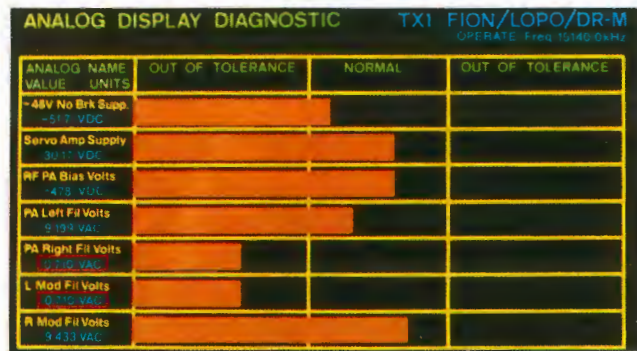 ANALOG DISPLAY DIAGNOSTIC TX1 FION/LOPO/DR-M
OPERATE Freq 15140.0kHz
ANALOG NAME OUT OF TOLERANCE NORMAL OUT OF TOLERANCE
VALUE UNITS
-48V No Brk Supp.
-51.7 VDC
Servo Amp Supply
30.17 VDC
RF PA Bias Volts
-478 VDC
PA Left Fil Volts
9.199 VAC
PA Right Fil Volts
0.710 VAC
L Mod Fil Volts
0.710 VAC
R Mod Fil Volts
9.433 VAC